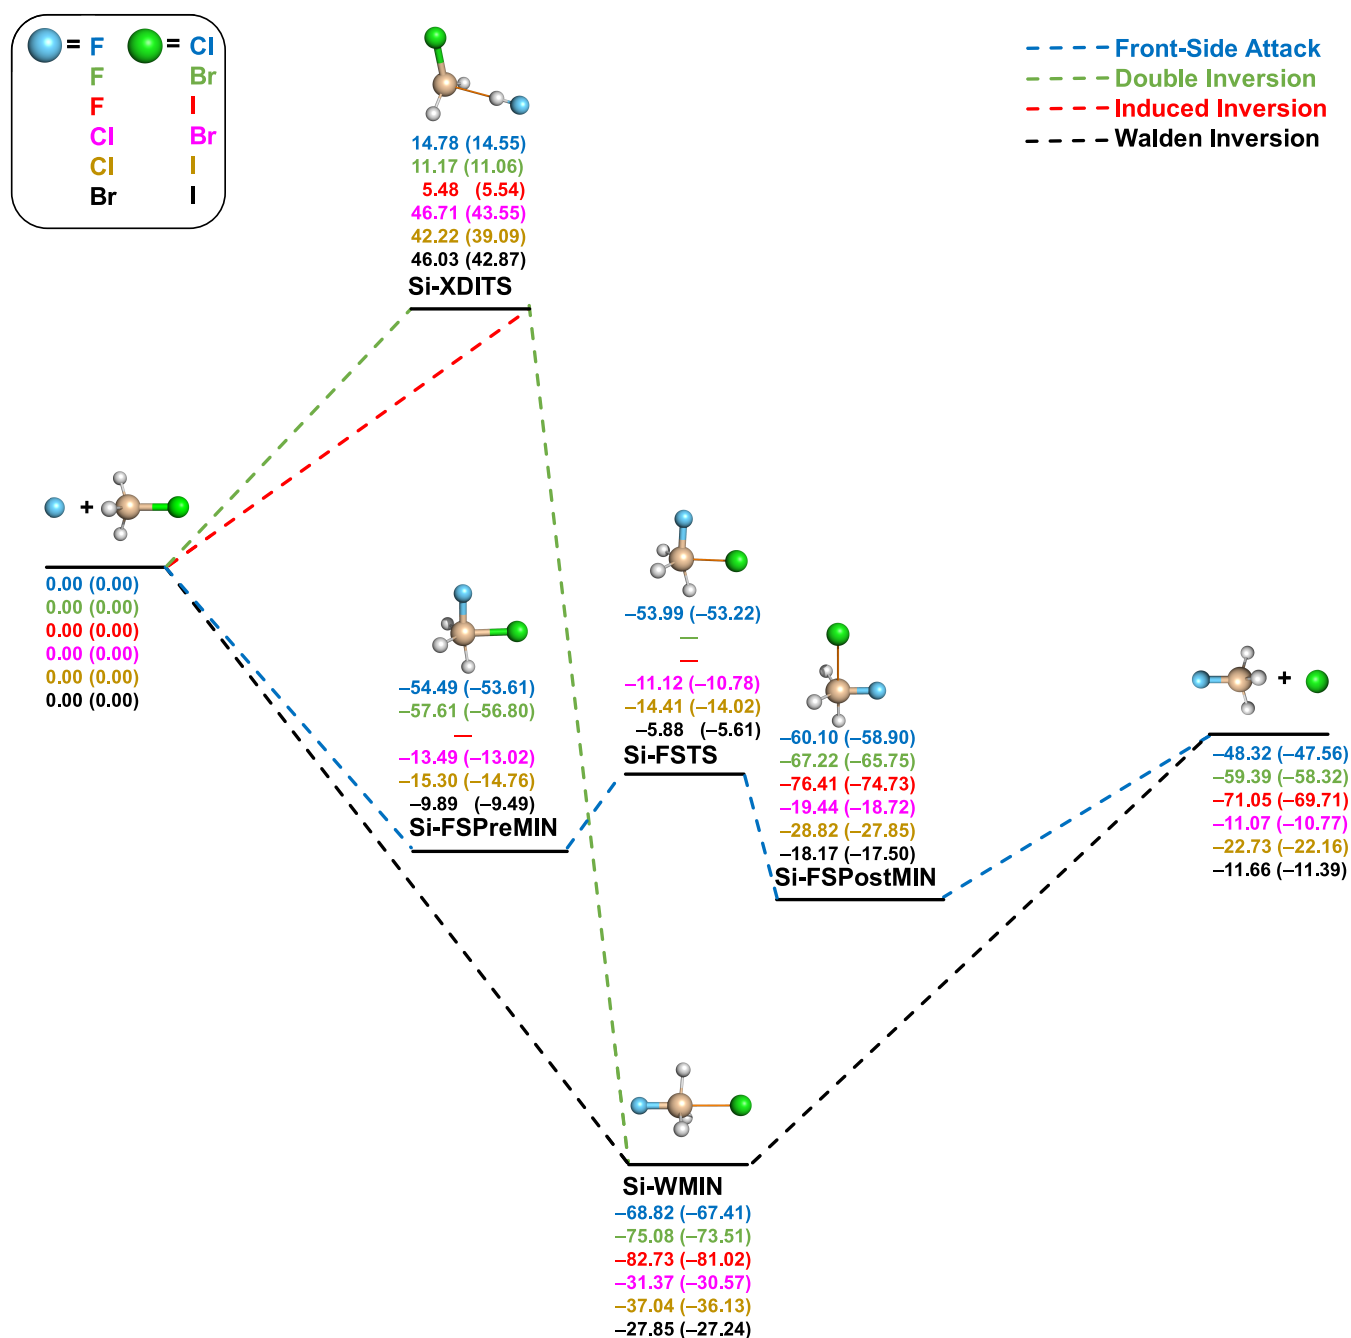 = F = Cl
F Br
F I
Cl Br
Cl I
Br I
Front-Side Attack
Double Inversion
Induced Inversion
Walden Inversion
14.78 (14.55)
11.17 (11.06)
5.48 (5.54)
46.71 (43.55)
42.22 (39.09)
46.03 (42.87)
Si-XDITS
+
0.00 (0.00)
0.00 (0.00)
0.00 (0.00)
0.00 (0.00)
0.00 (0.00)
0.00 (0.00)
–54.49 (–53.61)
–57.61 (–56.80)
—
–13.49 (–13.02)
–15.30 (–14.76)
–9.89 (–9.49)
Si-FSPreMIN
–53.99 (–53.22)
—
—
–11.12 (–10.78)
–14.41 (–14.02)
–5.88 (–5.61)
Si-FSTS
–60.10 (–58.90)
–67.22 (–65.75)
–76.41 (–74.73)
–19.44 (–18.72)
–28.82 (–27.85)
–18.17 (–17.50)
Si-FSPostMIN
+
–48.32 (–47.56)
–59.39 (–58.32)
–71.05 (–69.71)
–11.07 (–10.77)
–22.73 (–22.16)
–11.66 (–11.39)
Si-WMIN
–68.82 (–67.41)
–75.08 (–73.51)
–82.73 (–81.02)
–31.37 (–30.57)
–37.04 (–36.13)
–27.85 (–27.24)